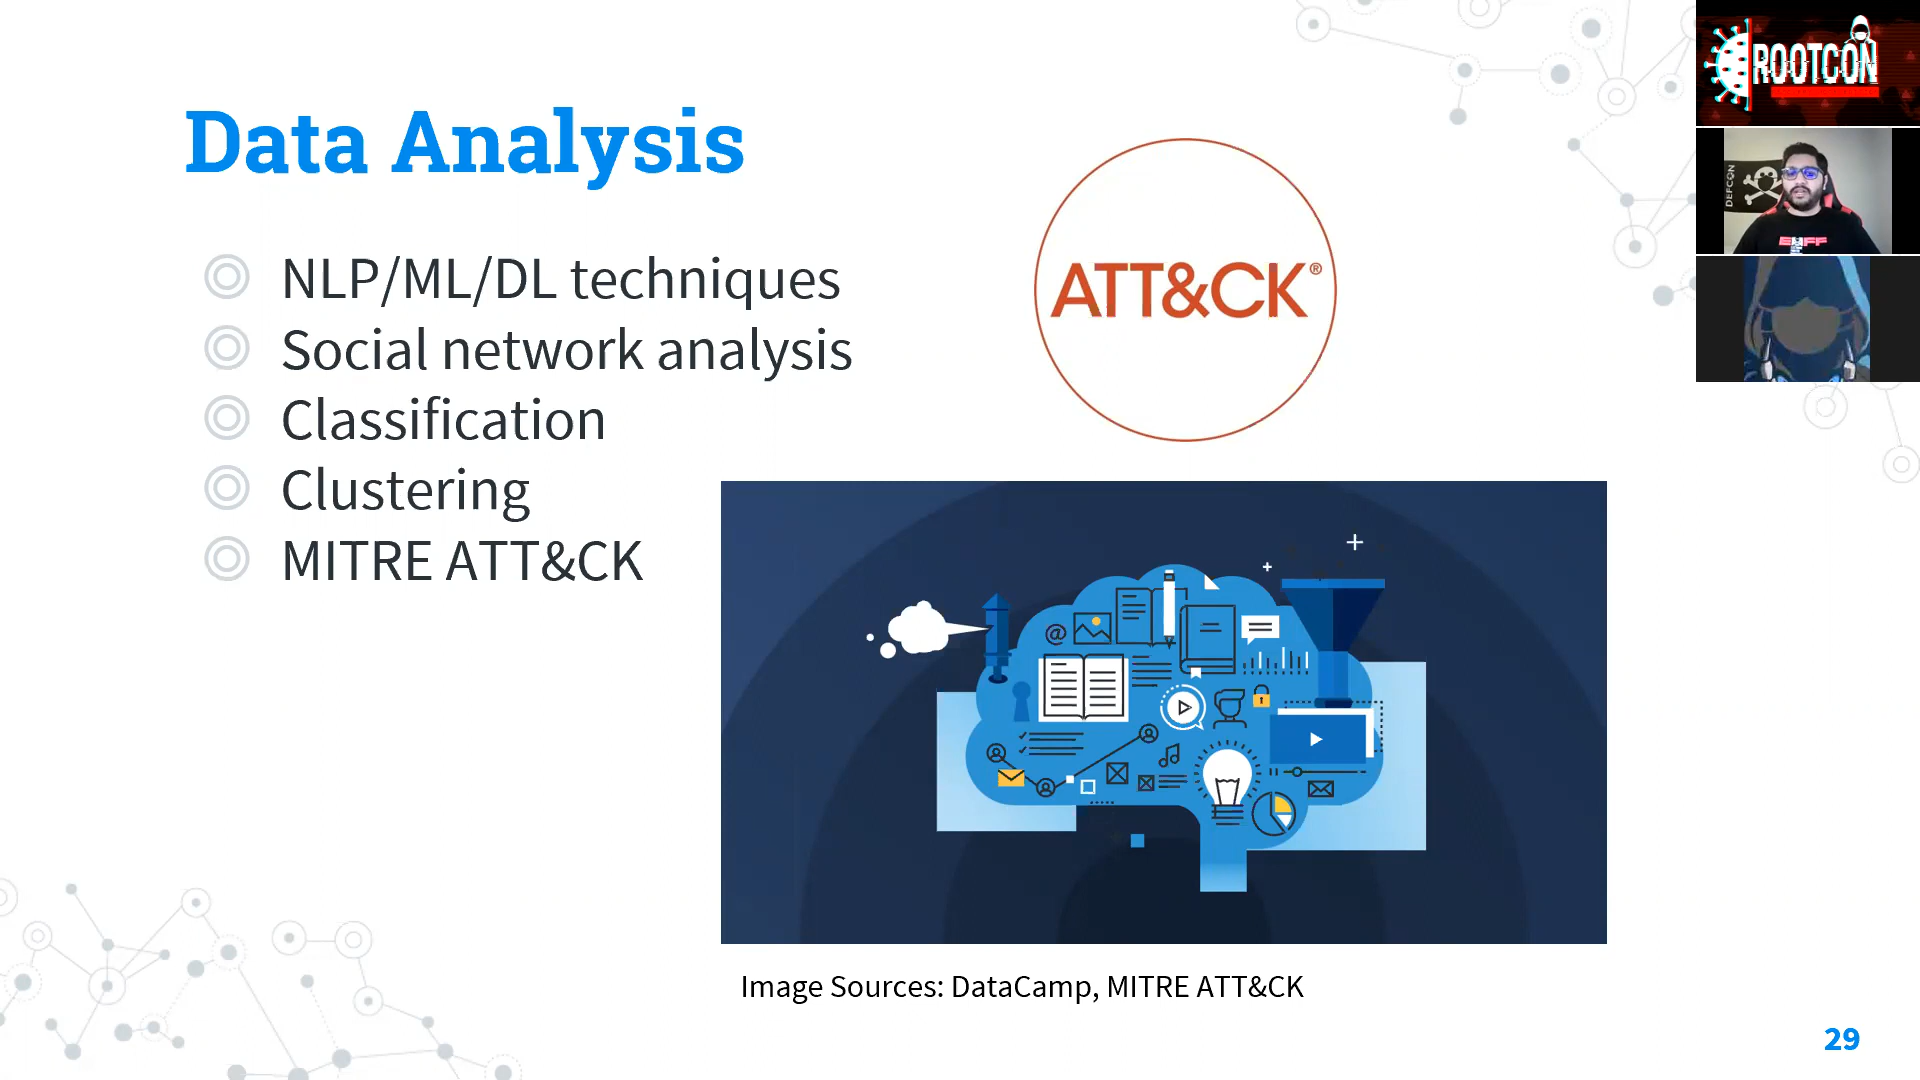 Data Analysis
NLP/ML/DL techniques
Social network analysis
Classification
Clustering
MITRE ATT&CK
ATT&CK®
@
Image Sources: DataCamp, MITRE ATT&CK
29
ROOTCON
DEFCON